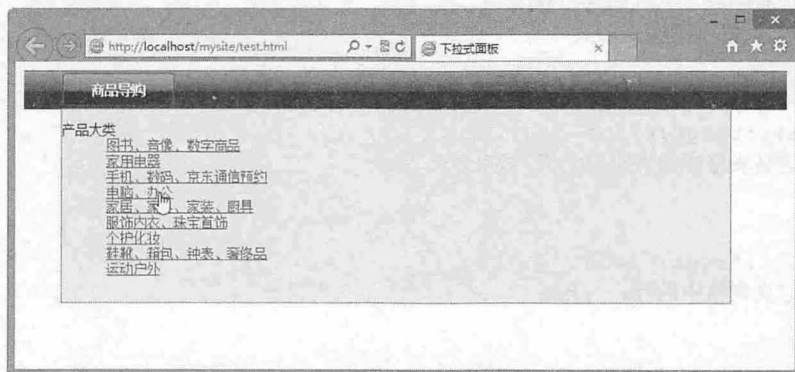 http://localhost/mysite/test.html
下拉式面板
商品导购
产品大类
图书、音像、数字商品
家用电器
手机、数码、京东通信预约
电脑、办公
家居、家、家装、厨具
服饰内衣、珠宝首饰
个护化妆
鞋靴、箱包、钟表、奢侈品
运动户外